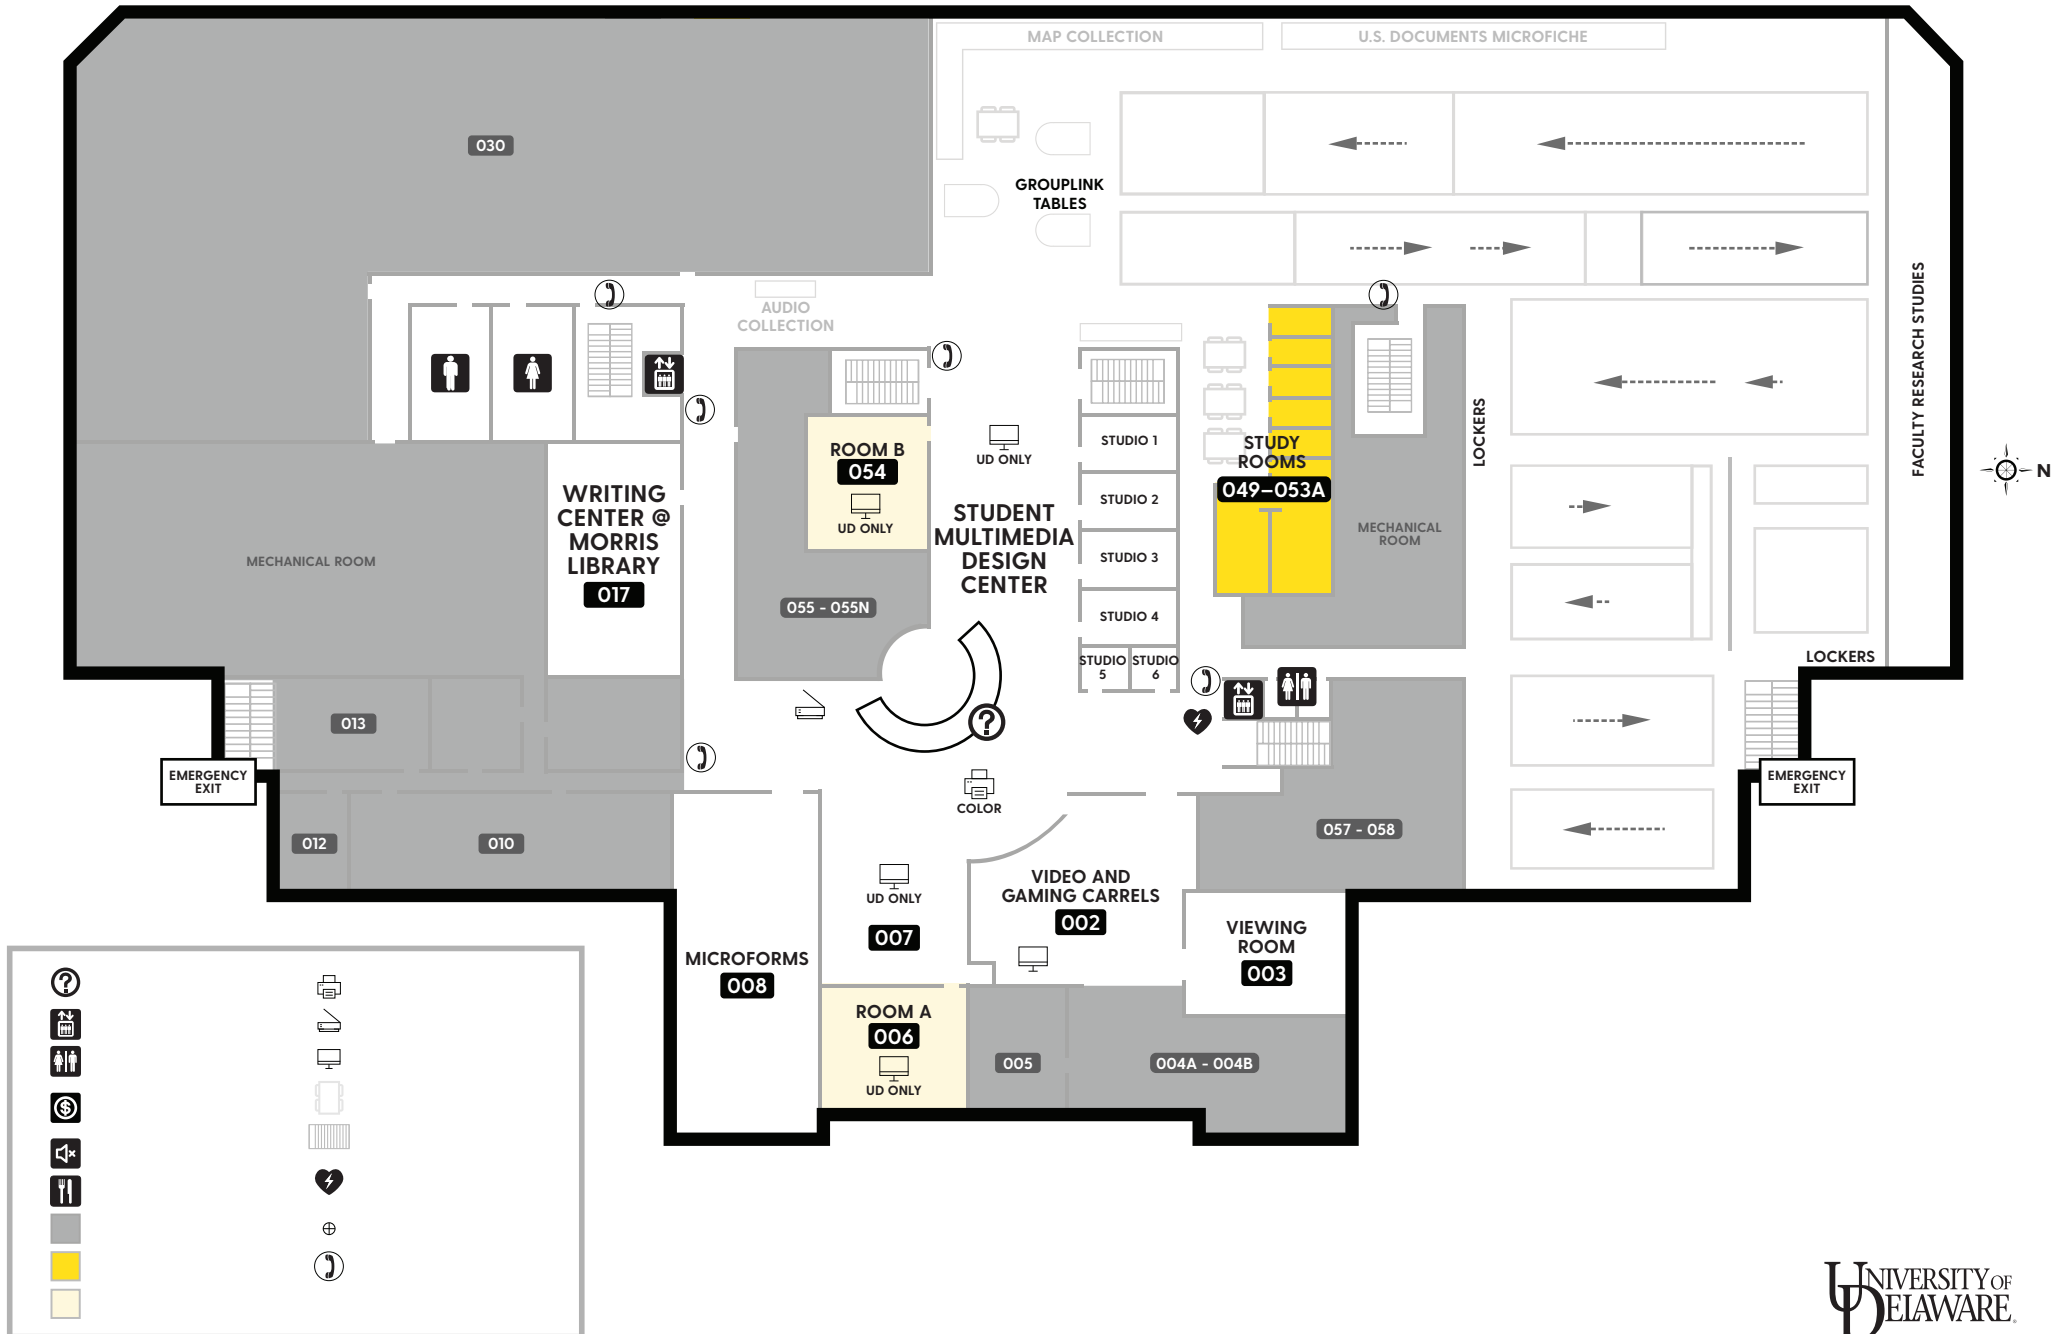 MAP COLLECTION
U.S. DOCUMENTS MICROFICHE
030
GROUPLINK
TABLES
AUDIO
COLLECTION
FACULTY RESEARCH STUDIES
LOCKERS
ROOM B
054
UD ONLY
UD ONLY
STUDIO 1
STUDIO 2
STUDIO 3
STUDIO 4
STUDIO
5
STUDIO
6
STUDY
ROOMS
049–053A
N
WRITING
CENTER @
MORRIS
LIBRARY
017
STUDENT
MULTIMEDIA
DESIGN
CENTER
MECHANICAL
ROOM
MECHANICAL ROOM
055 - 055N
LOCKERS
013
EMERGENCY
EXIT
EMERGENCY
EXIT
COLOR
012
010
057 - 058
UD ONLY
007
VIDEO AND
GAMING CARRELS
002
VIEWING
ROOM
003
MICROFORMS
008
ROOM A
006
UD ONLY
005
004A - 004B
UNIVERSITY OF
DELAWARE